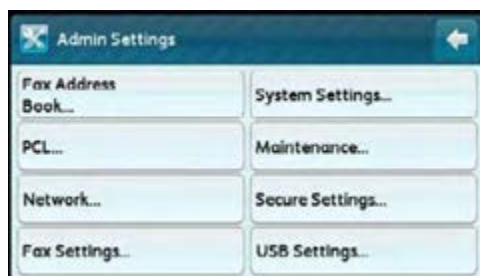 Admin Settings
Fax Address
Book...
System Settings...
PCL...
Maintenance...
Network...
Secure Settings...
Fax Settings...
USB Settings...